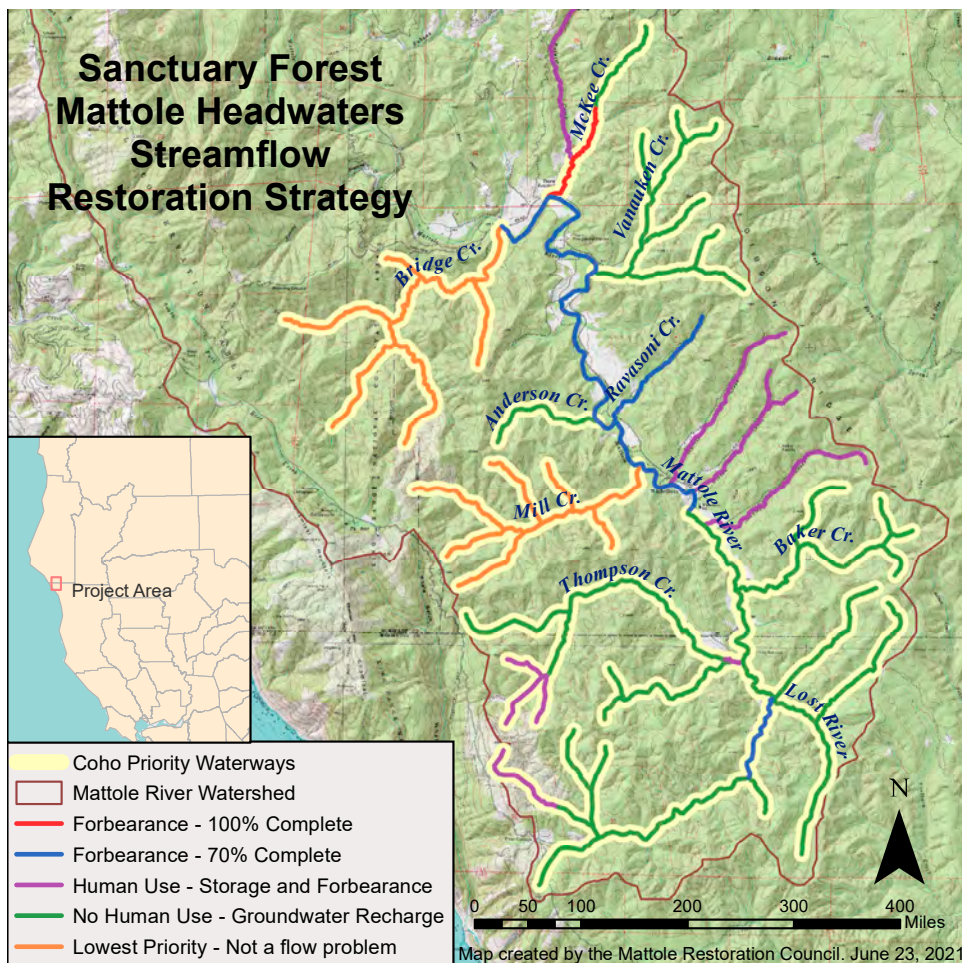 Sanctuary Forest
Mattole Headwaters
Streamflow
Restoration Strategy
McKee Cr.
Vanauken Cr.
Bridge Cr.
Ravasoni Cr.
Anderson Cr.
Mattole River
Mill Cr.
Baker Cr.
Thompson Cr.
Lost River
Project Area
Coho Priority Waterways
Mattole River Watershed
Forbearance - 100% Complete
Forbearance - 70% Complete
Human Use - Storage and Forbearance
No Human Use - Groundwater Recharge
Lowest Priority - Not a flow problem
N
0 50 100 200 300 400
Miles
Map created by the Mattole Restoration Council. June 23, 2021